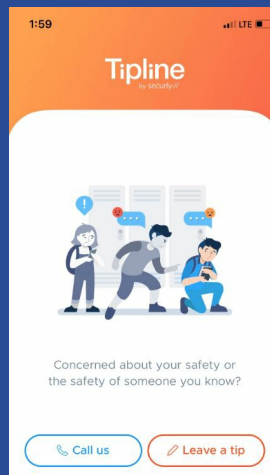 1:59
LTE
Tipline
by securly://
!
Concerned about your safety or
the safety of someone you know?
Call us
Leave a tip